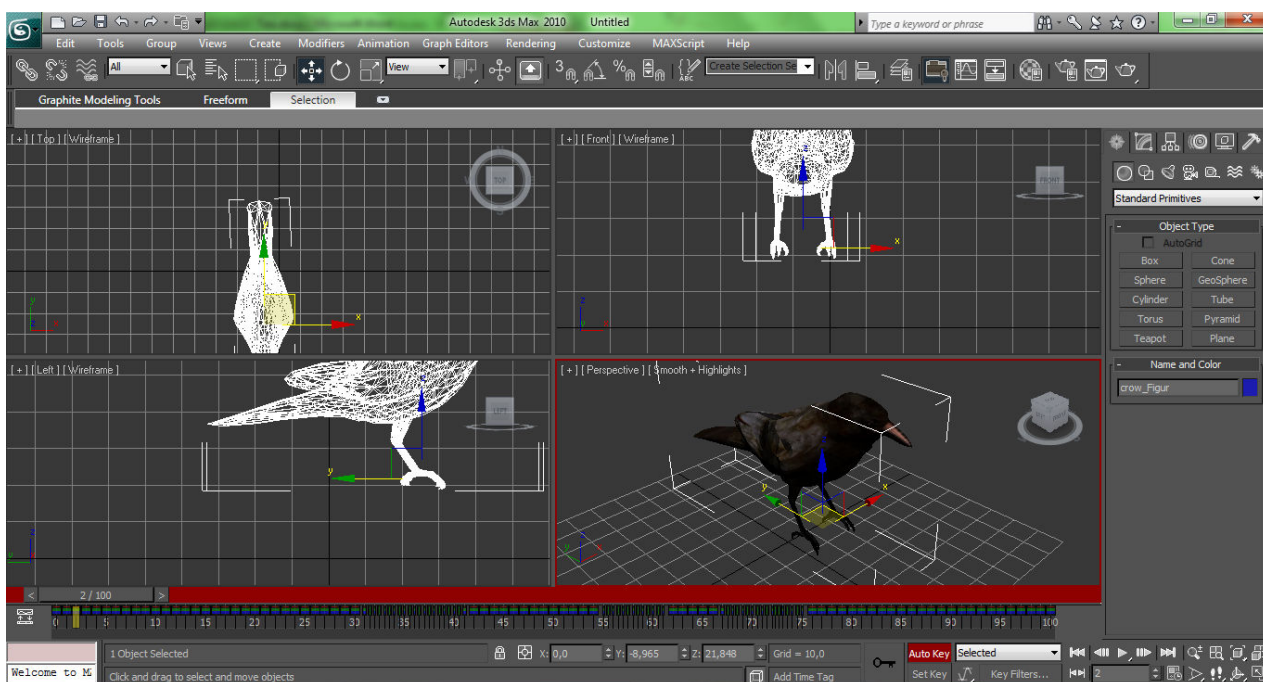 Autodesk 3ds Max 2010 Untitled
Type a keyword or phrase
Edit Tools Group Views Create Modifiers Animation Graph Editors Rendering Customize MAXScript Help
All View 3 Create Selection Se
Graphite Modeling Tools Freeform Selection
[ + ] [ Top ] [ Wireframe ]
TOP
y
x
[ + ] [ Front ] [ Wireframe ]
FRONT
z
x
[ + ] [ Left ] [ Wireframe ]
LEFT
z
y
[ + ] [ Perspective ] [ Smooth + Highlights ]
y
x
Standard Primitives
- Object Type
AutoGrid
Box Cone
Sphere GeoSphere
Cylinder Tube
Torus Pyramid
Teapot Plane
- Name and Color
crow_Figur
< 2 / 100 >
0 5 10 15 20 25 30 35 40 45 50 55 60 65 70 75 80 85 90 95 100
1 Object Selected X: 0,0 Y: -8,965 Z: 21,848 Grid = 10,0 Auto Key Selected
Welcome to M Click and drag to select and move objects Add Time Tag Set Key Key Filters... 2